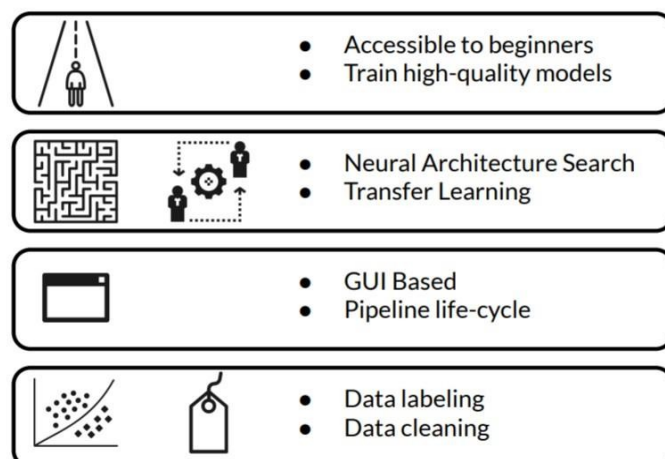 ● Accessible to beginners
● Train high-quality models
● Neural Architecture Search
● Transfer Learning
● GUI Based
● Pipeline life-cycle
● Data labeling
● Data cleaning